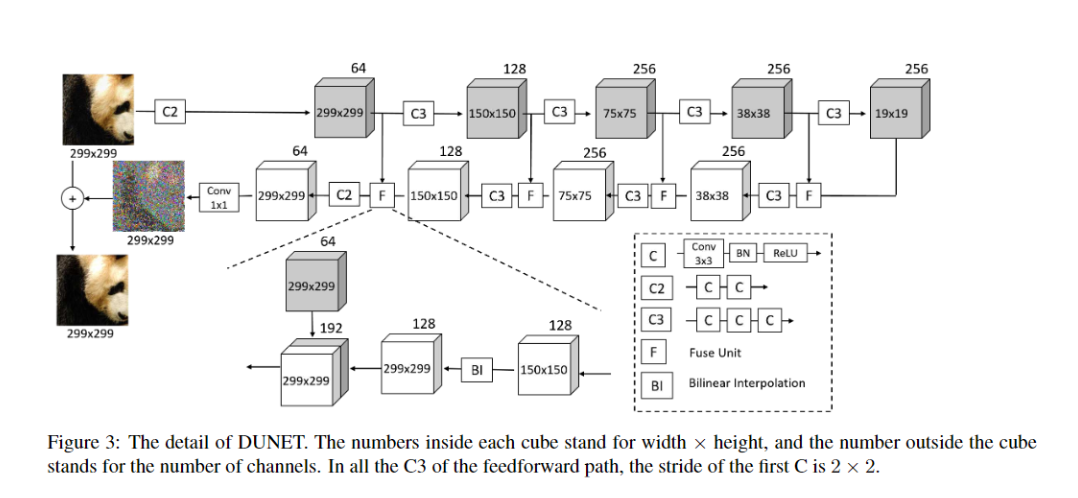 64
128
256
256
256
C2
299x299
C3
150x150
C3
75x75
C3
38x38
C3
19x19
299x299
64
128
256
256
+
Conv
1x1
299x299
C2
F
150x150
C3
F
75x75
C3
F
38x38
C3
F
299x299
299x299
64
299x299
192
299x299
128
299x299
BI
128
150x150
C
Conv
3x3
BN
ReLU
C2
C
C
C3
C
C
C
F
Fuse Unit
BI
Bilinear Interpolation
Figure 3: The detail of DUNET. The numbers inside each cube stand for width × height, and the number outside the cube
stands for the number of channels. In all the C3 of the feedforward path, the stride of the first C is 2 × 2.